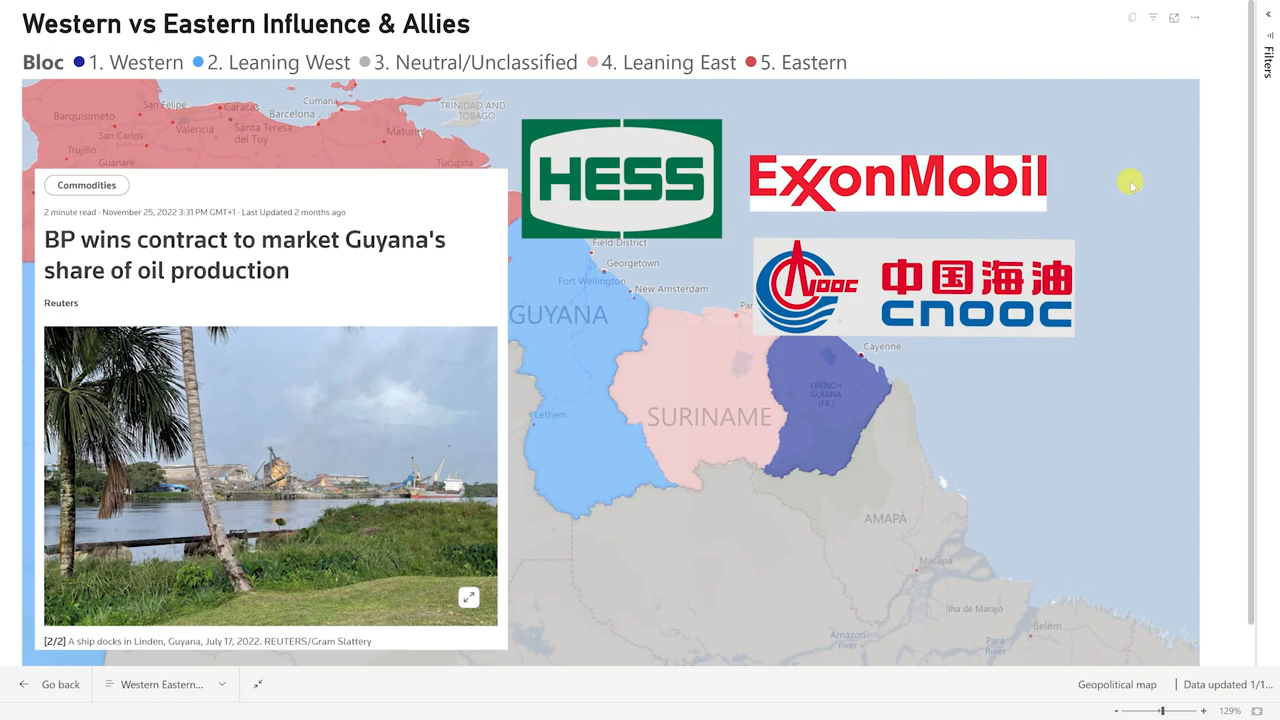 Western vs Eastern Influence & Allies
Bloc 1. Western 2. Leaning West 3. Neutral/Unclassified 4. Leaning East 5. Eastern
Filters
San Felipe
Caracas
Cumana
Barquisimeto
Barcelona
TRINIDAD AND TOBAGO
San Carlos
Valencia
Santa Teresa del Tuy
Maturin
Trujillo
Guanare
Tucupita
HESS
ExxonMobil
CNOOC 中国海油
CNOOC
Commodities
2 minute read · November 25, 2022 3:31 PM GMT+1 · Last Updated 2 months ago
BP wins contract to market Guyana's
share of oil production
Reuters
[2/2] A ship docks in Linden, Guyana, July 17, 2022. REUTERS/Gram Slattery
Field District
Georgetown
Fort Wellington
New Amsterdam
GUYANA
Par
Cayenne
FRENCH
GUIANA
(FR.)
Lethem
SURINAME
AMAPÁ
Macapá
Ilha de Marajó
Belém
Amazon
river
Pará
River
Go back
Western Eastern...
Geopolitical map | Data updated 1/1...
- + 129%